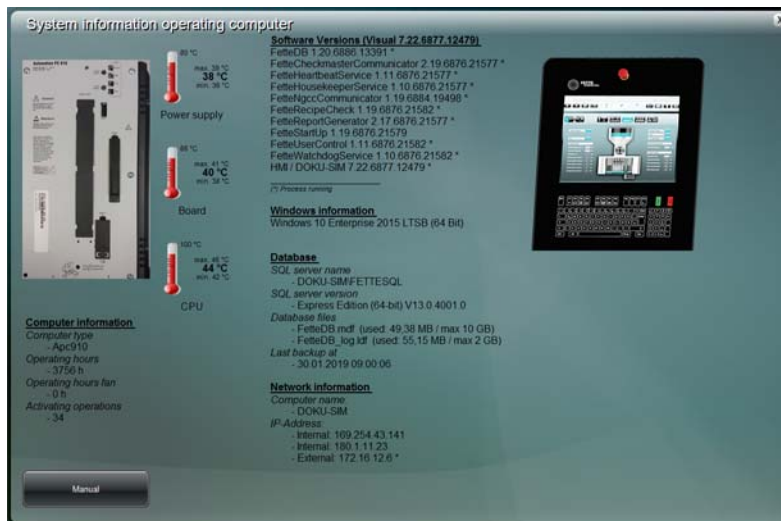 System information operating computer
Automation PC 910
85 °C
max. 39 °C
38 °C
min. 36 °C
Power supply
max. 41 °C
40 °C
Board
100 °C
max. 46 °C
44 °C
min. 42 °C
CPU
Computer information
Computer type
- Apc910
Operating hours
- 3756 h
Operating hours fan
- 0 h
Activating operations
- 34
Manual
Software Versions (Visual 7.22.6877.12479)
FetteDB 1.20.6886.13391 *
FetteCheckmasterCommunicator 2.19.6876.21577 *
FetteHeartbeatService 1.11.6876.21577 *
FetteHousekeeperService 1.10.6876.21577 *
FetteNgccCommunicator 1.19.6884.19498 *
FetteRecipeCheck 1.19.6876.21582 *
FetteReportGenerator 2.17.6876.21577 *
FetteStartUp 1.19.6876.21579
FetteUserControl 1.11.6876.21582 *
FetteWatchdogService 1.10.6876.21582 *
HMI / DOKU-SIM 7.22.6877.12479 *
(*) Process running
Windows information
Windows 10 Enterprise 2015 LTSB (64 Bit)
Database
SQL server name
- DOKU-SIM\FETTESQL
SQL server version
- Express Edition (64-bit) V13.0.4001.0
Database files
- FetteDB.mdf (used: 49,38 MB / max 10 GB)
- FetteDB_log.ldf (used: 55,15 MB / max 2 GB)
Last backup at
- 30.01.2019 09:00:06
Network information
Computer name:
- DOKU-SIM
IP-Address:
- Internal: 169.254.43.141
- Internal: 180.1.11.23
- External: 172.16.12.6 *
FETTE